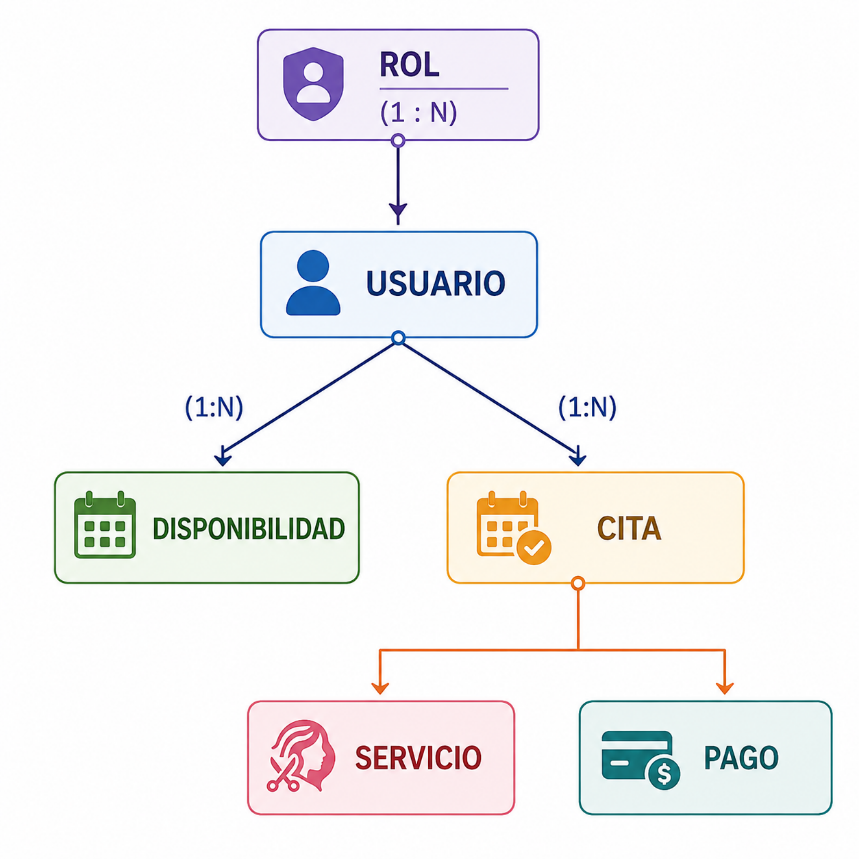 ROL
(1 : N)
USUARIO
(1:N)
(1:N)
DISPONIBILIDAD
CITA
SERVICIO
$
PAGO